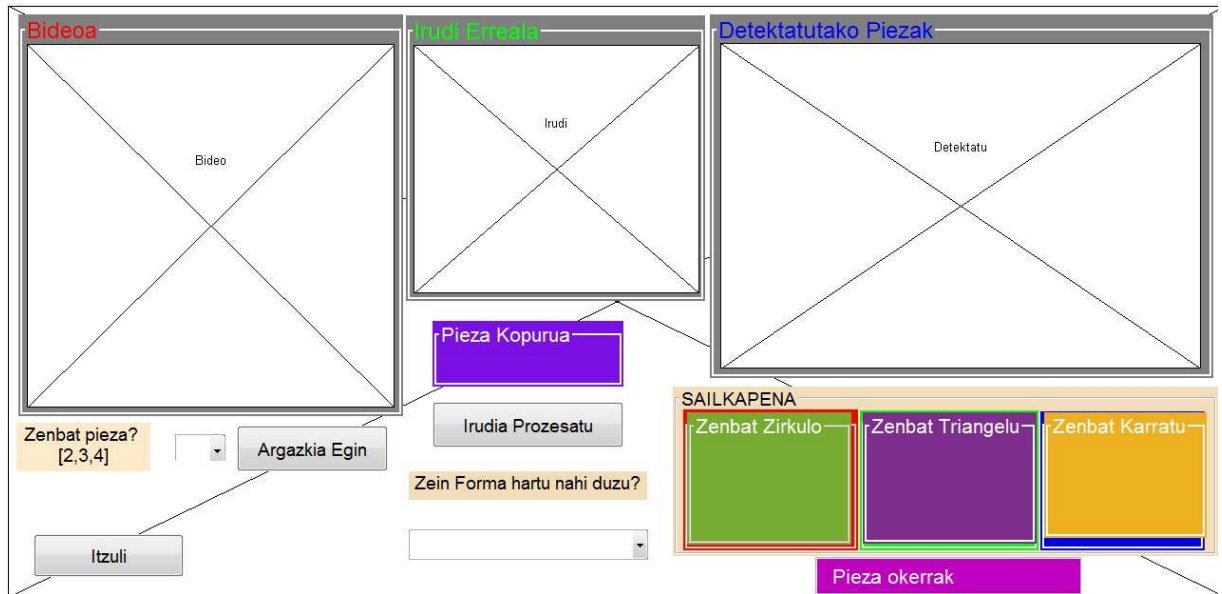 Bideoa
Irudi Erreala
Detektatutako Piezak
Bideo
Irudi
Detektatu
Pieza Kopurua
Irudia Prozesatu
Zenbat pieza?
[2,3,4]
Argazkia Egin
Zein Forma hartu nahi duzu?
Itzuli
SAILKAPENA
Zenbat Zirkulo
Zenbat Triangelu
Zenbat Karratu
Pieza okerrak